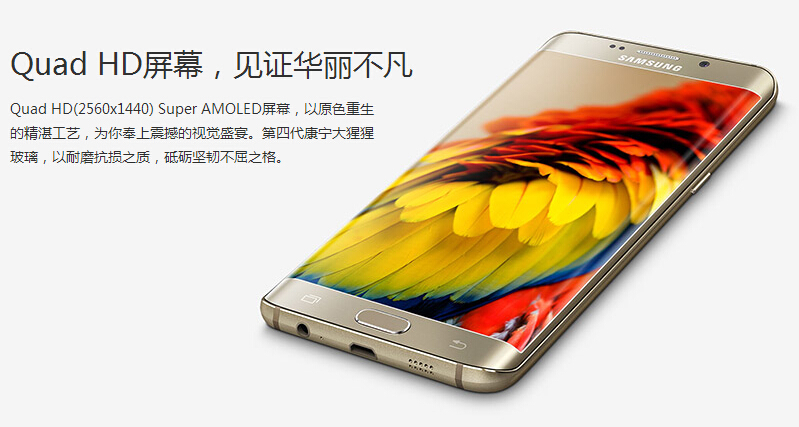 Quad HD屏幕，见证华丽不凡
Quad HD(2560x1440) Super AMOLED屏幕，以原色重生
的精湛工艺，为你奉上震撼的视觉盛宴。第四代康宁大猩猩
玻璃，以耐磨抗损之质，砥砺坚韧不屈之格。
SAMSUNG